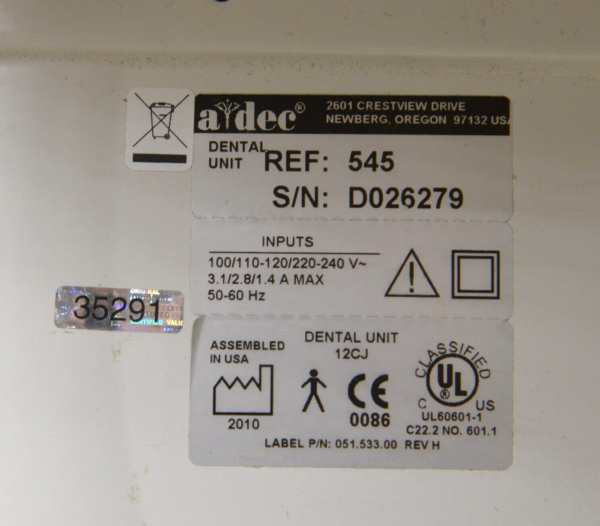 a dec® 2601 CRESTVIEW DRIVE
NEWBERG, OREGON 97132 USA
DENTAL UNIT REF: 545
S/N: D026279
INPUTS
100/110-120/220-240 V~
3.1/2.8/1.4 A MAX
50-60 Hz
35291
CERTIFIED VALID
ASSEMBLED IN USA
DENTAL UNIT
12CJ
2010
CE
0086
CLASSIFIED
UL
C US
UL60601-1
C22.2 NO. 601.1
LABEL P/N: 051.533.00 REV H